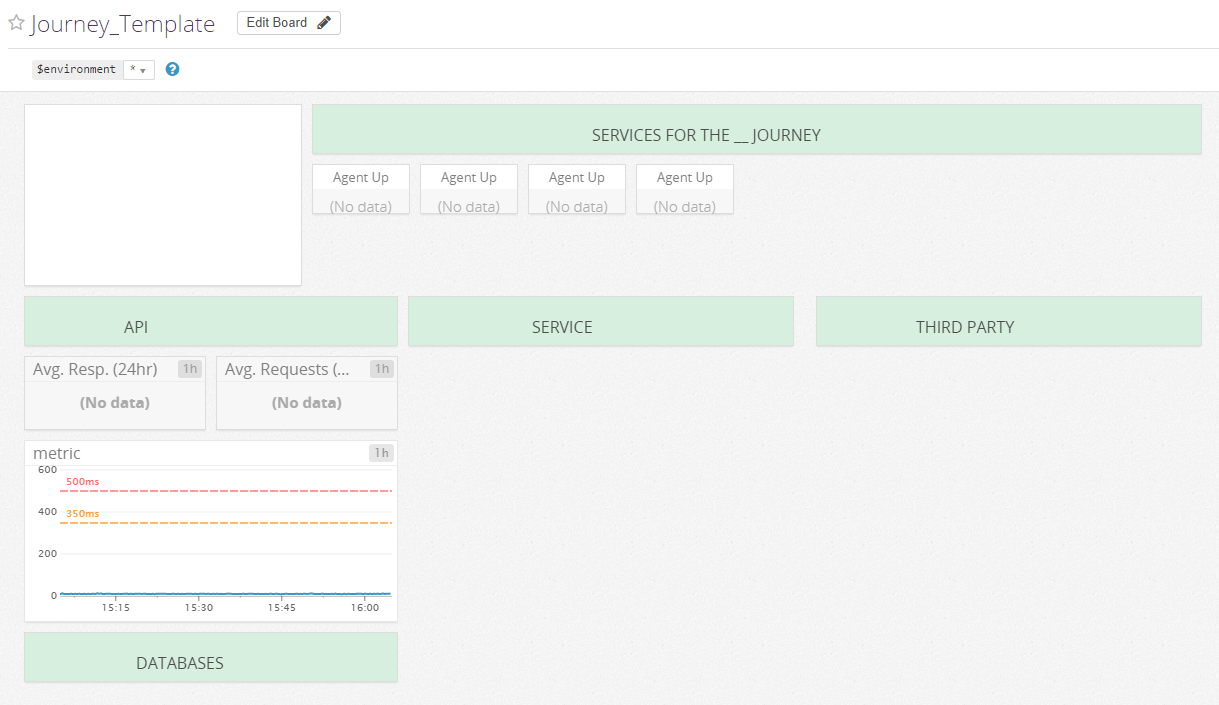 Journey_Template
Edit Board
$environment * ▾ ?
SERVICES FOR THE __ JOURNEY
Agent Up Agent Up Agent Up Agent Up
(No data) (No data) (No data) (No data)
API SERVICE THIRD PARTY
Avg. Resp. (24hr) 1h Avg. Requests (... 1h
(No data) (No data)
metric 1h
600
500ms
400
350ms
200
0
15:15 15:30 15:45 16:00
DATABASES